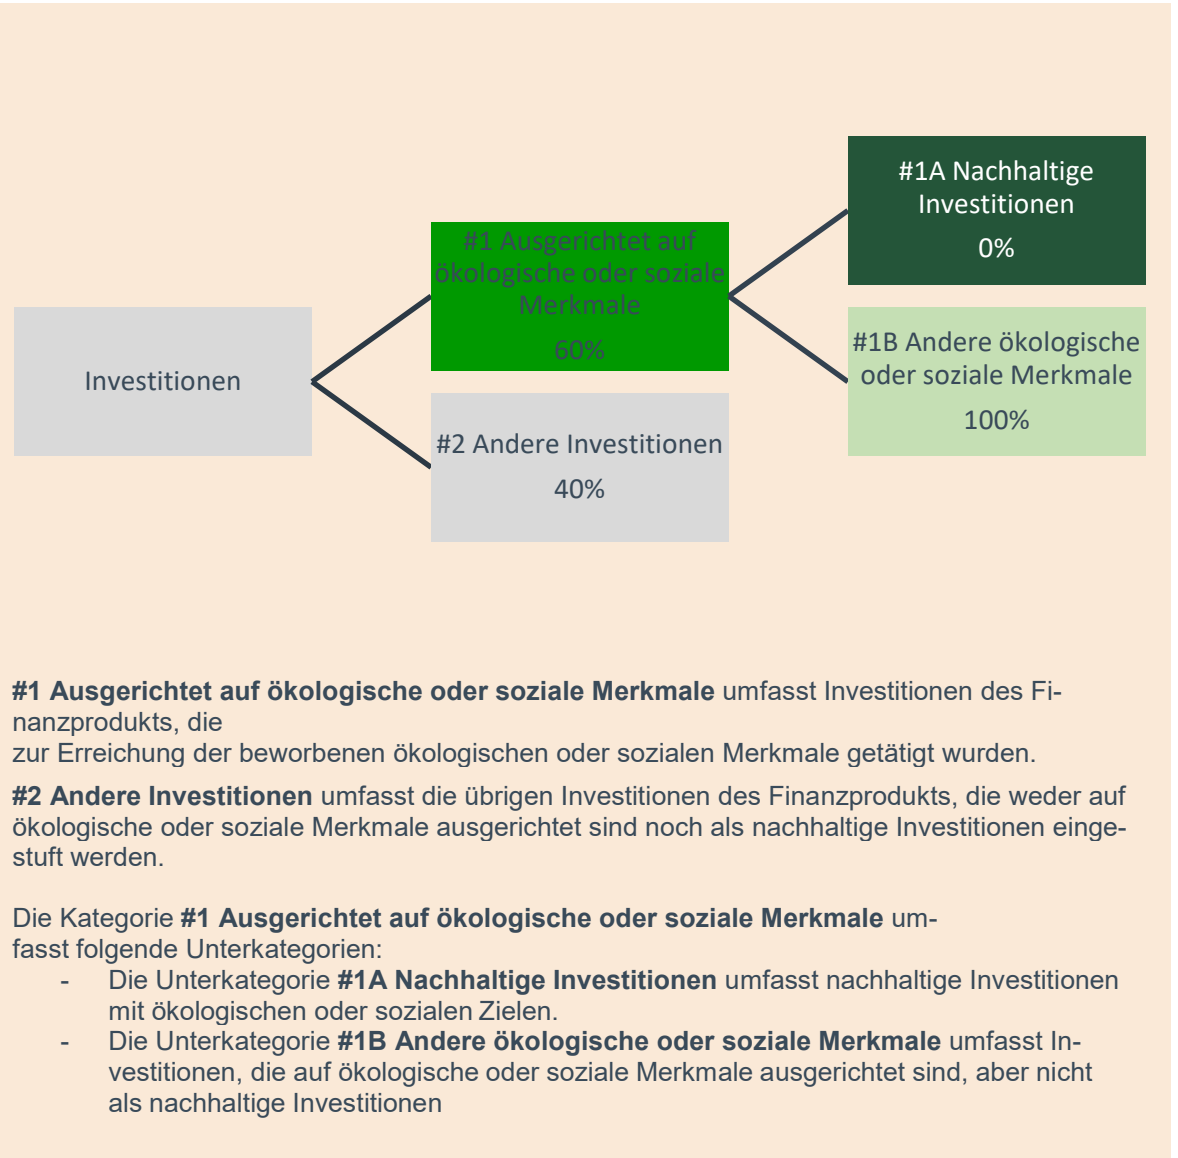 #1A Nachhaltige
Investitionen
0%
#1 Ausgerichtet auf
ökologische oder soziale
Merkmale
60%
#1B Andere ökologische
oder soziale Merkmale
100%
Investitionen
#2 Andere Investitionen
40%
#1 Ausgerichtet auf ökologische oder soziale Merkmale umfasst Investitionen des Fi-
nanzprodukts, die
zur Erreichung der beworbenen ökologischen oder sozialen Merkmale getätigt wurden.
#2 Andere Investitionen umfasst die übrigen Investitionen des Finanzprodukts, die weder auf
ökologische oder soziale Merkmale ausgerichtet sind noch als nachhaltige Investitionen einge-
stuft werden.
Die Kategorie #1 Ausgerichtet auf ökologische oder soziale Merkmale um-
fasst folgende Unterkategorien:
- Die Unterkategorie #1A Nachhaltige Investitionen umfasst nachhaltige Investitionen
mit ökologischen oder sozialen Zielen.
- Die Unterkategorie #1B Andere ökologische oder soziale Merkmale umfasst In-
vestitionen, die auf ökologische oder soziale Merkmale ausgerichtet sind, aber nicht
als nachhaltige Investitionen